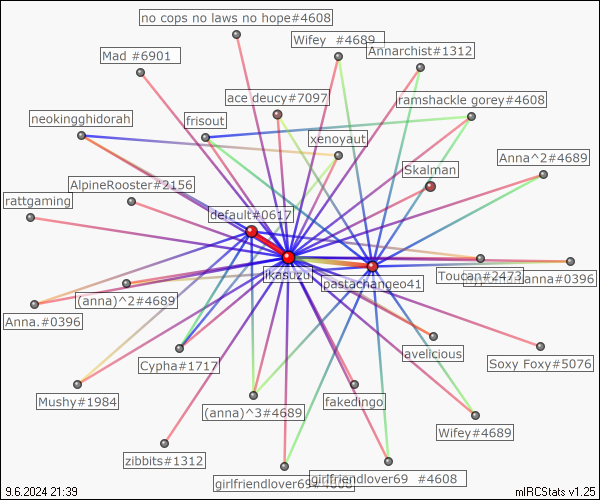 no cops no laws no hope#4608
Wifey #4689
Annarchist#1312
Mad #6901
ace deucy#7097
ramshackle gorey#4608
neokingghidorah
frisout
xenoyaut
Anna^2#4689
Skalman
AlpineRooster#2156
rattgaming
default#0617
ikasuzu
Toucan#2473
anna#0396
(anna)^2#4689
pastachangeo41
Anna.#0396
avelicious
Cypha#1717
Soxy Foxy#5076
Mushy#1984
(anna)^3#4689
fakedingo
Wifey#4689
zibbits#1312
girlfriendlover69#4608
girlfriendlover69 #4608
9.6.2024 21:39
mIRCStats v1.25